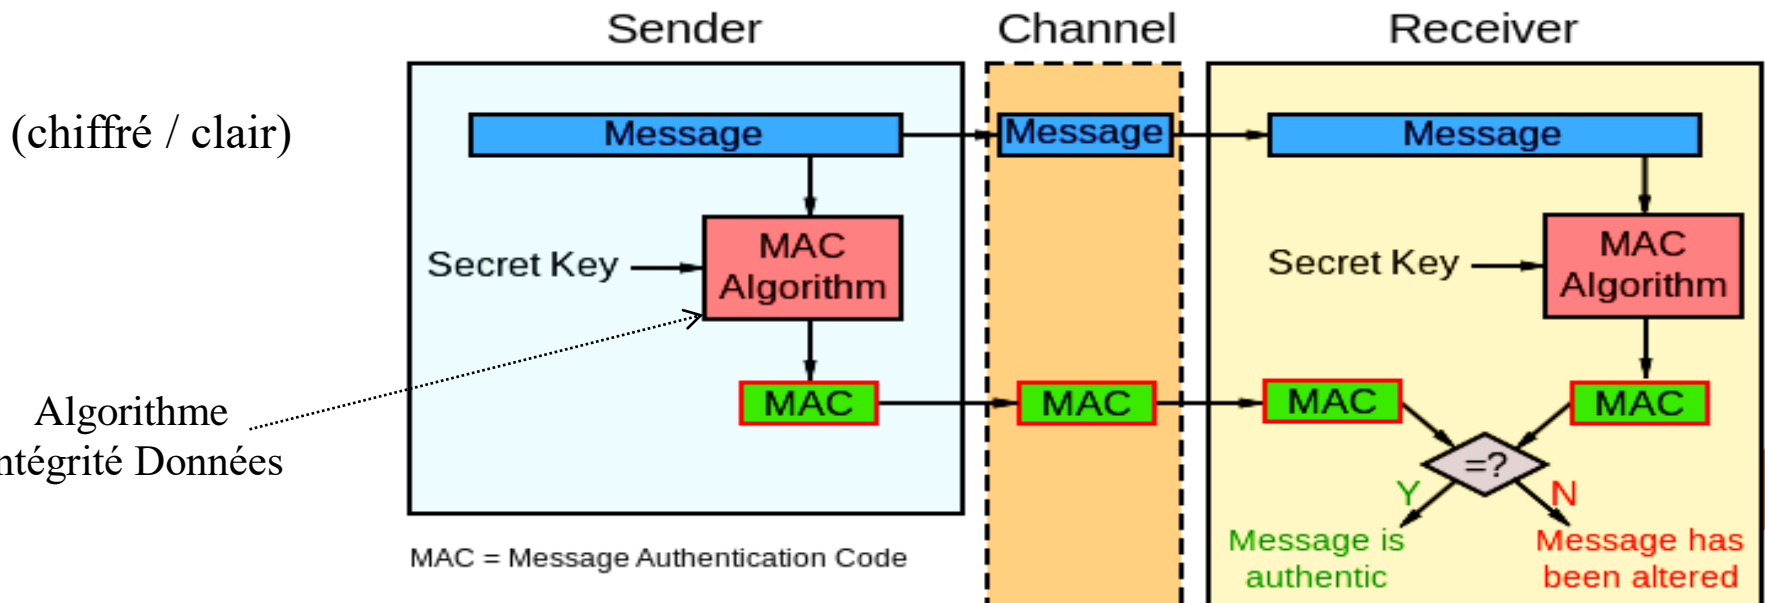 Sender
Channel
Receiver
(chiffré / clair)
Message
Message
Message
Secret Key
MAC
Algorithm
Secret Key
MAC
Algorithm
Algorithme
ntégrité Données
MAC
MAC
MAC
MAC
=?
Y
N
MAC = Message Authentication Code
Message is
authentic
Message has
been altered